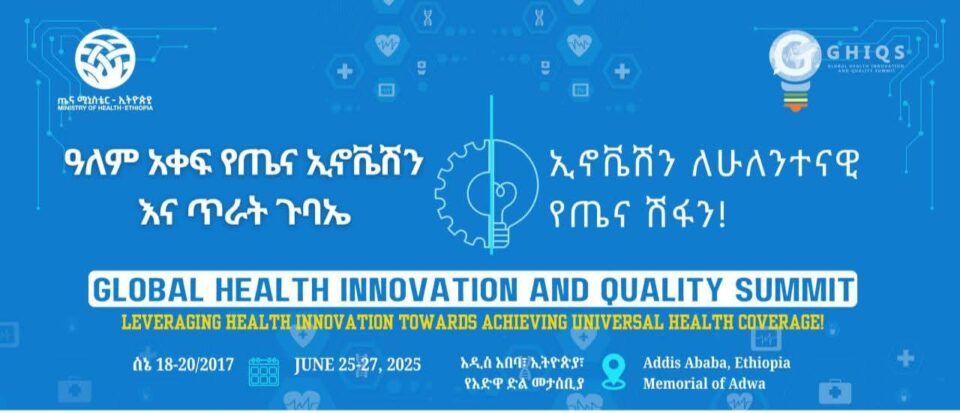 ጤና ሚኒስቴር - ኢትዮጵያ
MINISTRY OF HEALTH-ETHIOPIA
GHIQS
GLOBAL HEALTH INNOVATION
AND QUALITY SUMMIT
ዓለም አቀፍ የጤና ኢኖቬሽን
እና ጥራት ጉባኤ
ኢኖቬሽን ለሁለንተናዊ
የጤና ሽፋን!
GLOBAL HEALTH INNOVATION AND QUALITY SUMMIT
LEVERAGING HEALTH INNOVATION TOWARDS ACHIEVING UNIVERSAL HEALTH COVERAGE!
ሰኔ 18-20/2017
JUNE 25-27, 2025
አዲስ አበባ፣ ኢትዮጵያ፣
የአድዋ ድል መታሰቢያ
Addis Ababa, Ethiopia
Memorial of Adwa